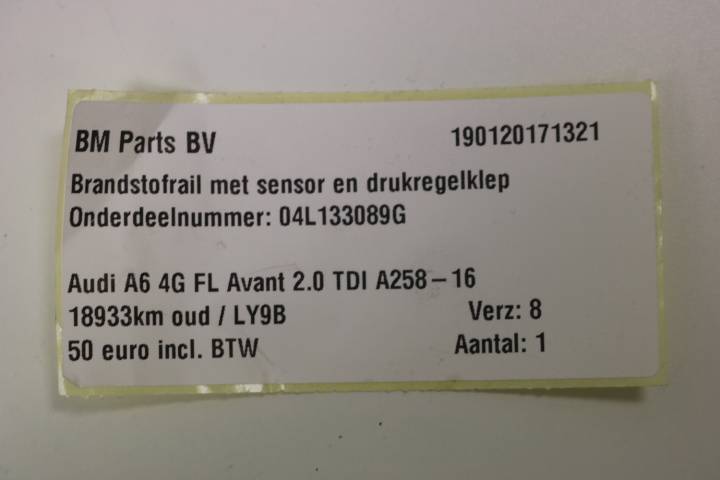 BM Parts BV 190120171321
Brandstofrail met sensor en drukregelklep
Onderdeelnummer: 04L133089G
Audi A6 4G FL Avant 2.0 TDI A258-16
18933km oud / LY9B Verz: 8
50 euro incl. BTW Aantal: 1